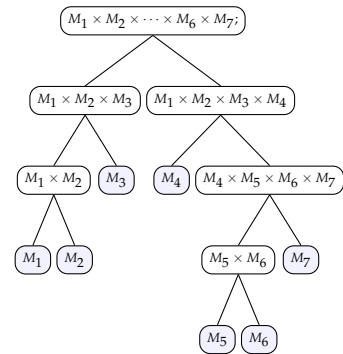 M1 × M2 × ⋯ × M6 × M7;
M1 × M2 × M3
M1 × M2 × M3 × M4
M1 × M2
M3
M4
M4 × M5 × M6 × M7
M1
M2
M5 × M6
M7
M5
M6